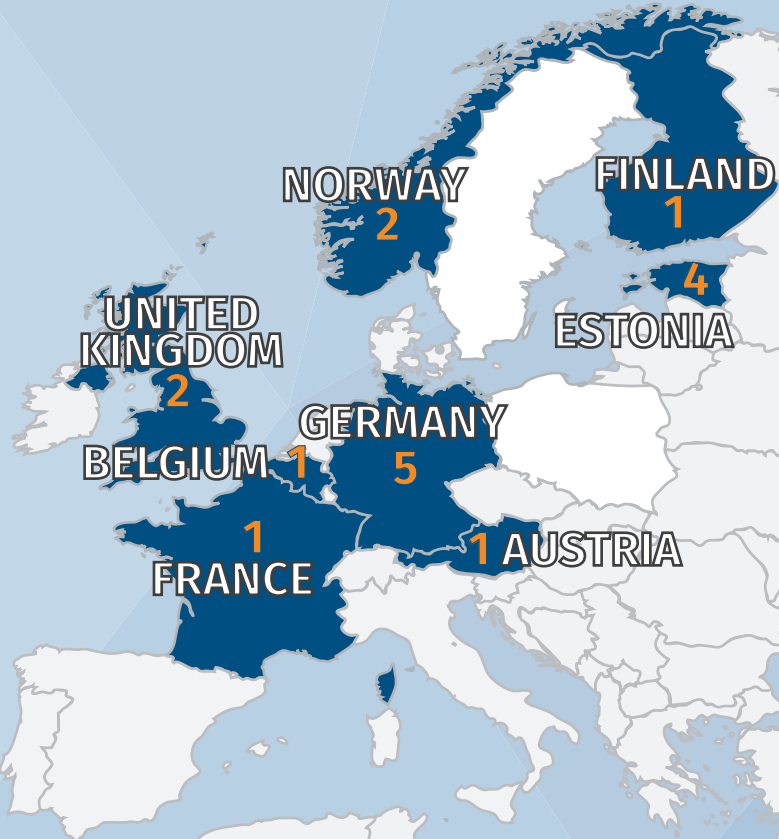 NORWAY
2
FINLAND
1
4
ESTONIA
UNITED
KINGDOM
2
GERMANY
5
BELGIUM 1
1
FRANCE
1 AUSTRIA